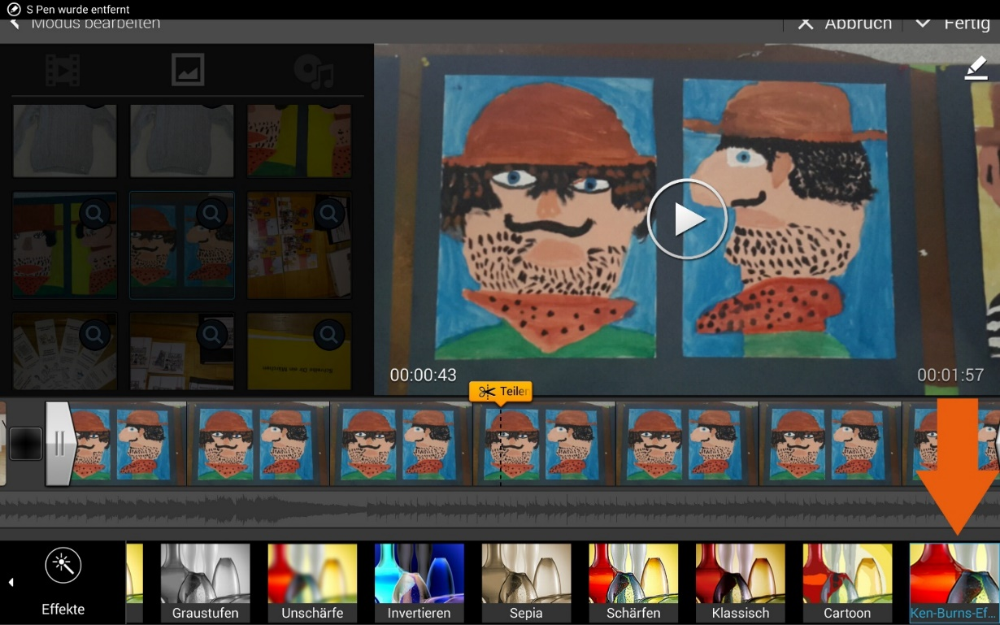 S Pen wurde entfernt
Modus bearbeiten
Abbruch
Fertig
00:00:43
00:01:57
Teiler
Effekte
Graustufen
Unschärfe
Invertieren
Sepia
Schärfen
Klassisch
Cartoon
Ken-Burns-Ef...